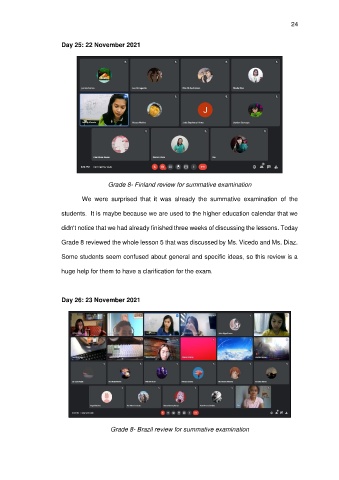 24
Day 25: 22 November 2021
Grade 8- Finland review for summative examination
We were surprised that it was already the summative examination of the
students. It is maybe because we are used to the higher education calendar that we
didn't notice that we had already finished three weeks of discussing the lessons. Today
Grade 8 reviewed the whole lesson 5 that was discussed by Ms. Vicedo and Ms. Diaz.
Some students seem confused about general and specific ideas, so this review is a
huge help for them to have a clarification for the exam.
Day 26: 23 November 2021
Grade 8- Brazil review for summative examination